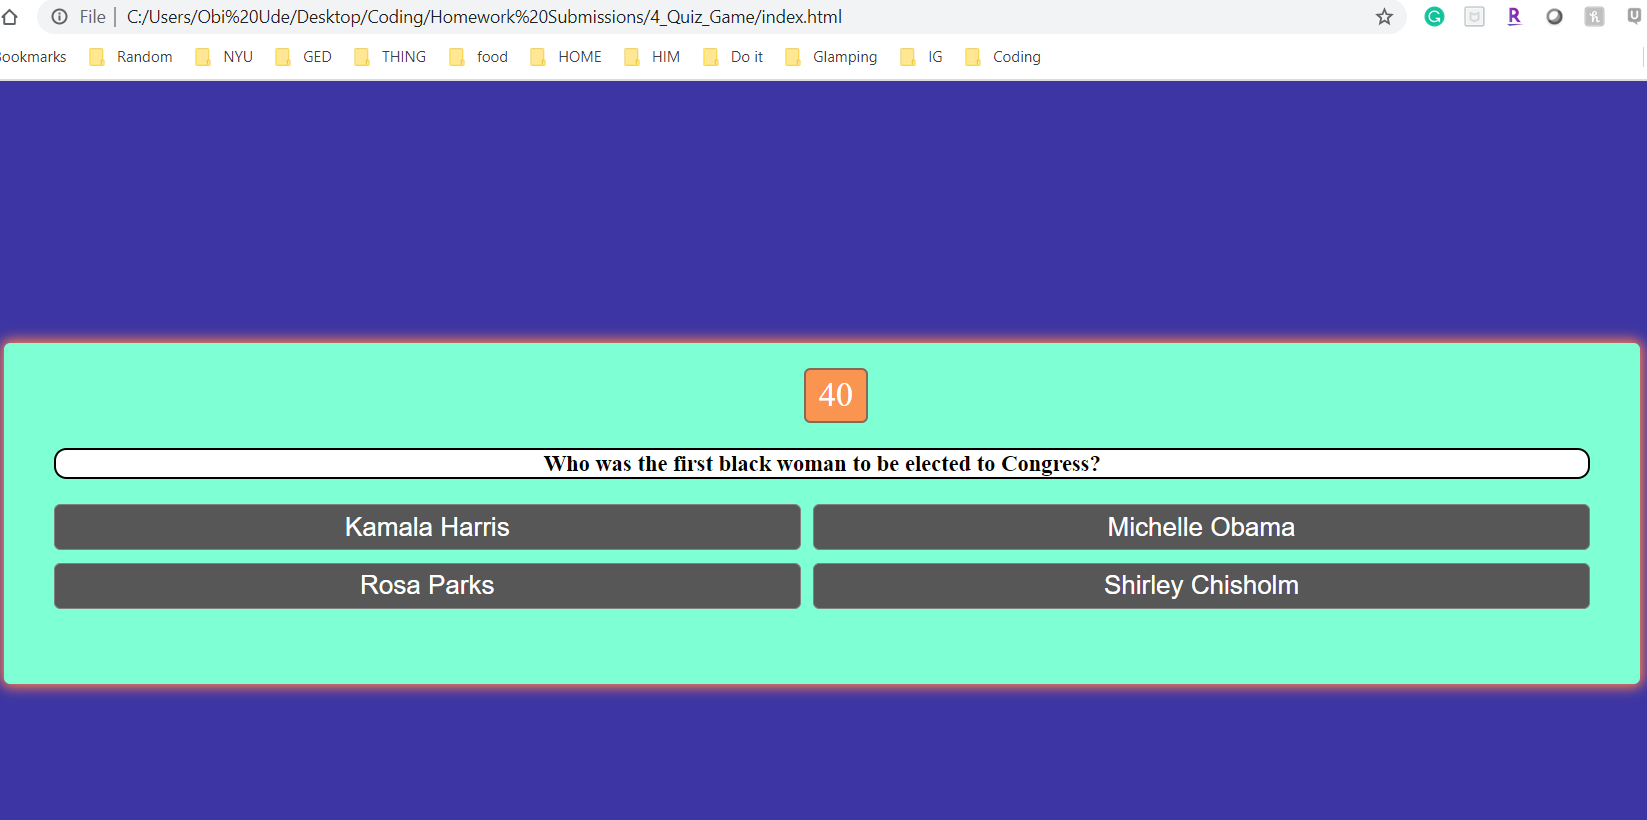 File | C:/Users/Obi%20Ude/Desktop/Coding/Homework%20Submissions/4_Quiz_Game/index.html
ookmarks Random NYU GED THING food HOME HIM Do it Glamping IG Coding
40
Who was the first black woman to be elected to Congress?
Kamala Harris Michelle Obama
Rosa Parks Shirley Chisholm